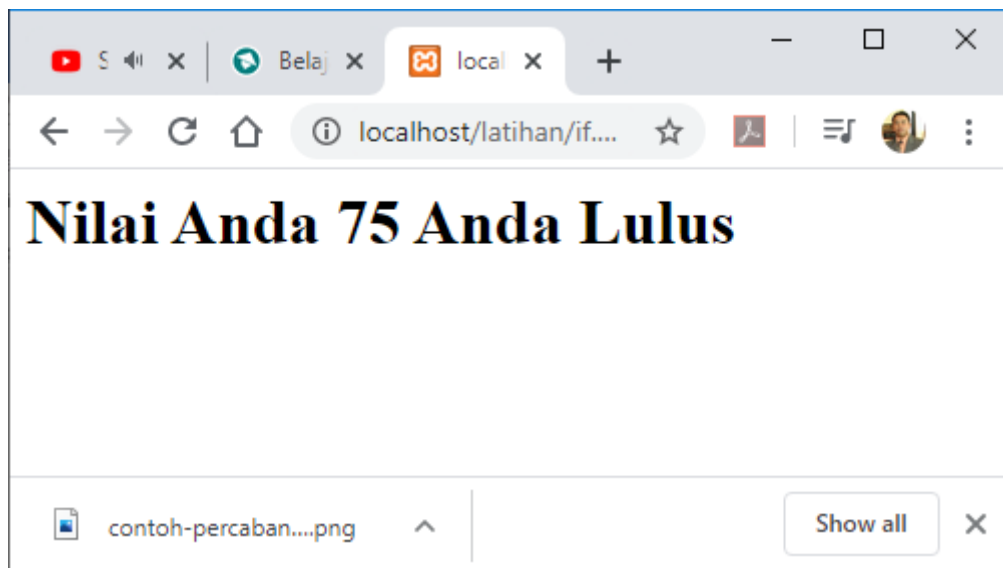 S
Belaj
local
localhost/latihan/if....
Nilai Anda 75 Anda Lulus
contoh-percaban....png
Show all